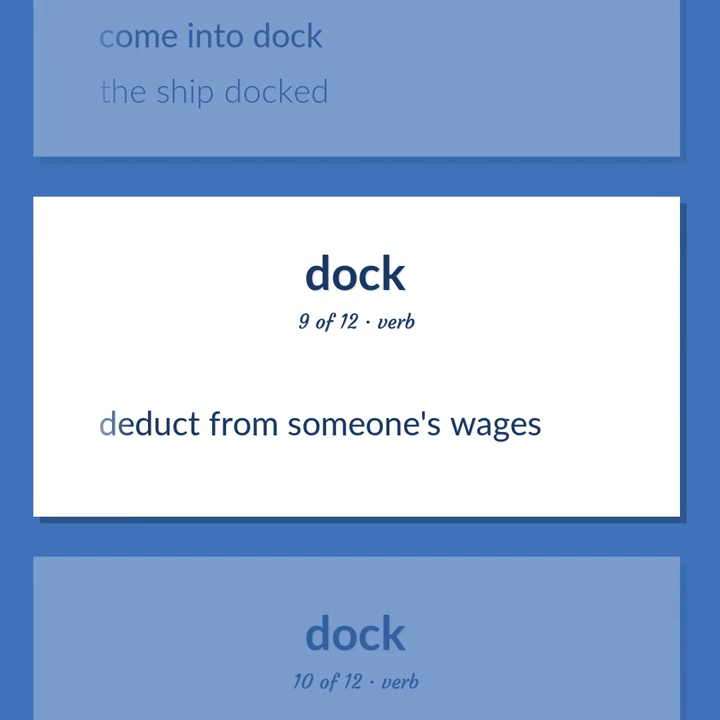 come into dock
the ship docked
dock
9 of 12 · verb
deduct from someone's wages
dock
10 of 12 · verb